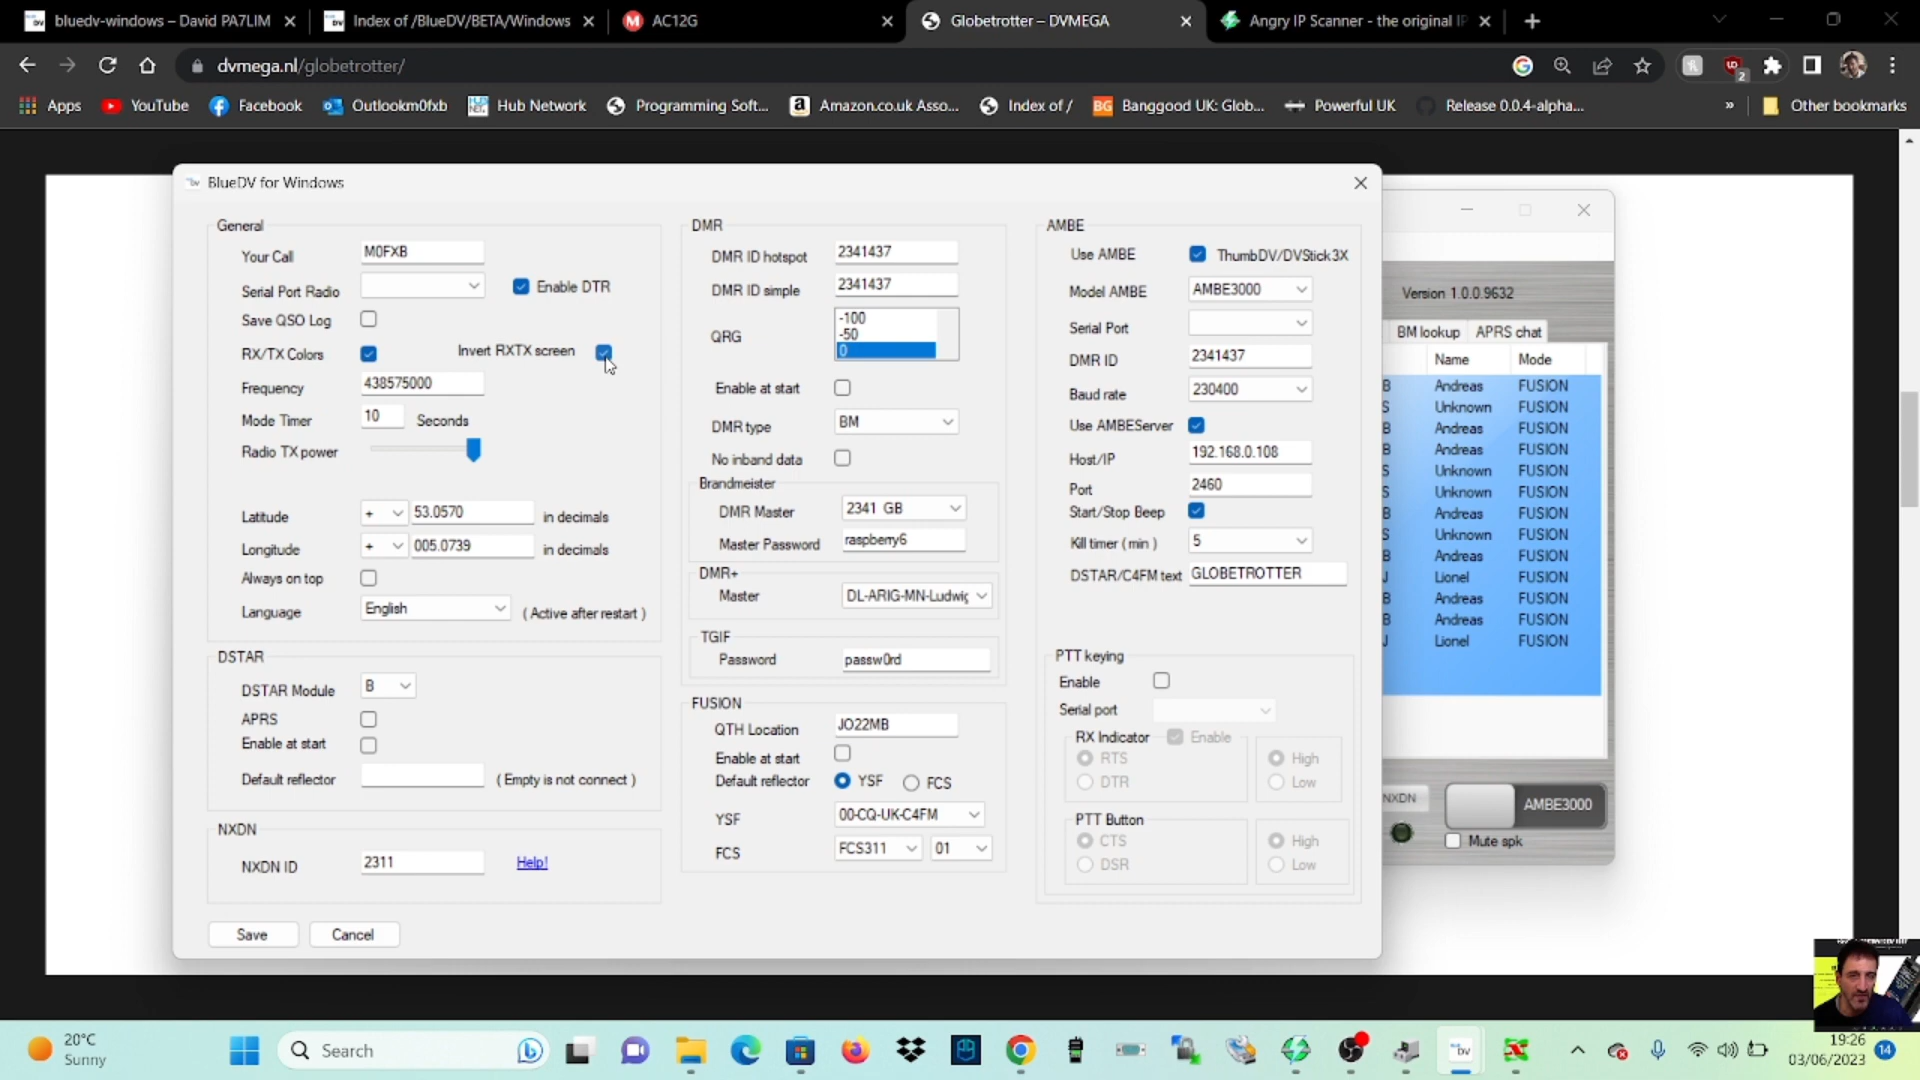 bluedv-windows – David PA7LIM
Index of /BlueDV/BETA/Windows
AC12G
Globetrotter – DVMEGA
Angry IP Scanner - the original IP
dvmega.nl/globetrotter/
2
Apps
YouTube
Facebook
Outlookm0fxb
Hub Network
Programming Soft...
Amazon.co.uk Asso...
Index of /
BG
Banggood UK: Glob...
Powerful UK
Release 0.0.4-alpha...
»
Other bookmarks
BlueDV for Windows
General
Your Call
M0FXB
Serial Port Radio
Enable DTR
Save QSO Log
RX/TX Colors
Invert RXTX screen
Frequency
438575000
Mode Timer
10
Seconds
Radio TX power
Latitude
+
53.0570
in decimals
Longitude
+
005.0739
in decimals
Always on top
Language
English
( Active after restart )
DSTAR
DSTAR Module
B
APRS
Enable at start
Default reflector
( Empty is not connect )
NXDN
NXDN ID
2311
Help!
Save
Cancel
DMR
DMR ID hotspot
2341437
DMR ID simple
2341437
QRG
-100
-50
0
Enable at start
DMR type
BM
No inband data
Brandmeister
DMR Master
2341 GB
Master Password
raspberry6
DMR+
Master
DL-ARIG-MN-Ludwig
TGIF
Password
passw0rd
FUSION
QTH Location
JO22MB
Enable at start
Default reflector
YSF
FCS
YSF
00-CQ-UK-C4FM
FCS
FCS311
01
AMBE
Use AMBE
ThumbDV/DVStick3X
Model AMBE
AMBE3000
Serial Port
DMR ID
2341437
Baud rate
230400
Use AMBEServer
Host/IP
192.168.0.108
Port
2460
Start/Stop Beep
Kill timer ( min )
5
DSTAR/C4FM text
GLOBETROTTER
PTT keying
Enable
Serial port
RX Indicator
Enable
RTS
High
DTR
Low
PTT Button
CTS
High
DSR
Low
Version 1.0.0.9632
BM lookup
APRS chat
Name
Mode
B Andreas FUSION
S Unknown FUSION
B Andreas FUSION
B Andreas FUSION
S Unknown FUSION
S Unknown FUSION
B Andreas FUSION
S Unknown FUSION
B Andreas FUSION
J Lionel FUSION
B Andreas FUSION
B Andreas FUSION
J Lionel FUSION
NXDN
AMBE3000
Mute spk
20°C
Sunny
Search
19:26
03/06/2023
14